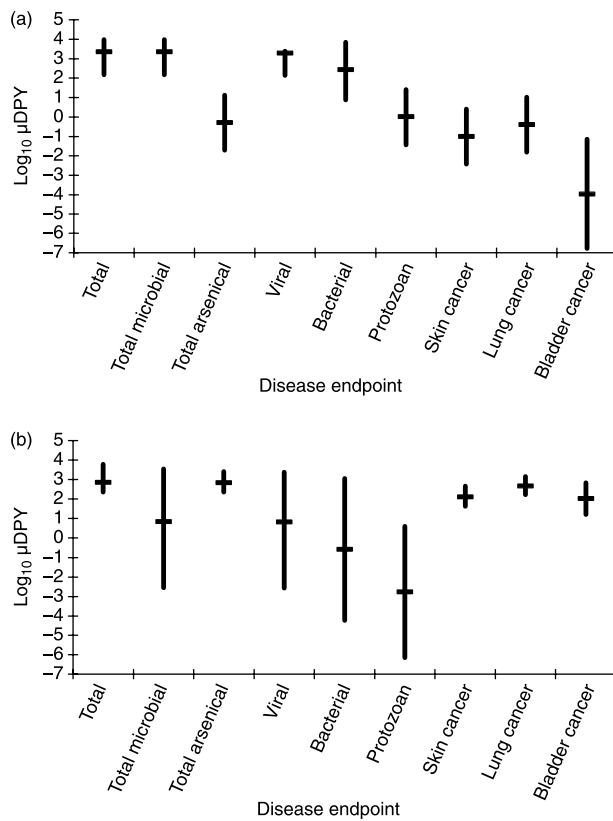 (a)
Log10 µDPY
5
4
3
2
1
0
−1
−2
−3
−4
−5
−6
−7
Total
Total microbial
Total arsenical
Viral
Bacterial
Protozoan
Skin cancer
Lung cancer
Bladder cancer
Disease endpoint
(b)
Log10 µDPY
5
4
3
2
1
0
−1
−2
−3
−4
−5
−6
−7
Total
Total microbial
Total arsenical
Viral
Bacterial
Protozoan
Skin cancer
Lung cancer
Bladder cancer
Disease endpoint